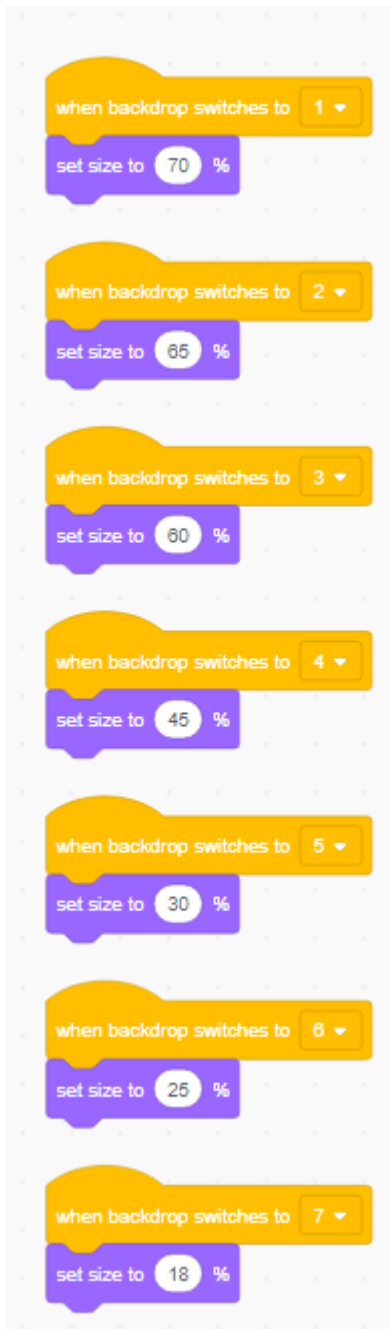 when backdrop switches to 1
set size to 70 %
when backdrop switches to 2
set size to 65 %
when backdrop switches to 3
set size to 60 %
when backdrop switches to 4
set size to 45 %
when backdrop switches to 5
set size to 30 %
when backdrop switches to 6
set size to 25 %
when backdrop switches to 7
set size to 18 %